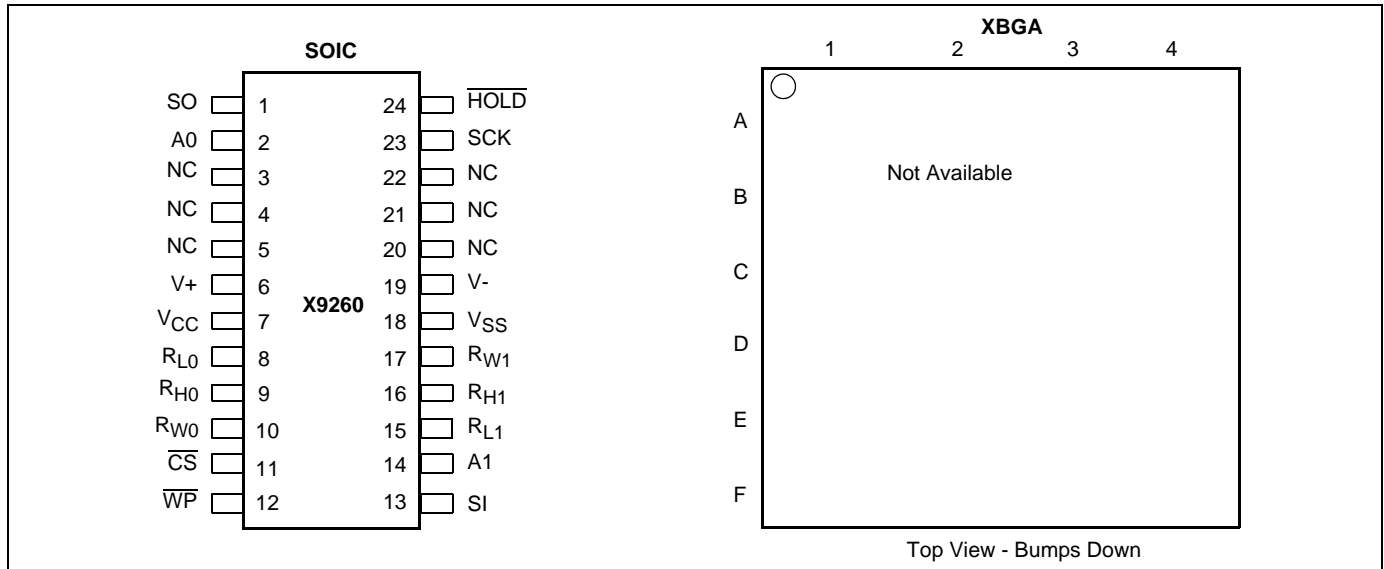 SOIC
SO 1 24 HOLD
A0 2 23 SCK
NC 3 22 NC
NC 4 21 NC
NC 5 20 NC
V+ 6 19 V-
X9260
VCC 7 18 VSS
RL0 8 17 RW1
RH0 9 16 RH1
RW0 10 15 RL1
CS 11 14 A1
WP 12 13 SI
XBGA
1 2 3 4
A
Not Available
B
C
D
E
F
Top View - Bumps Down